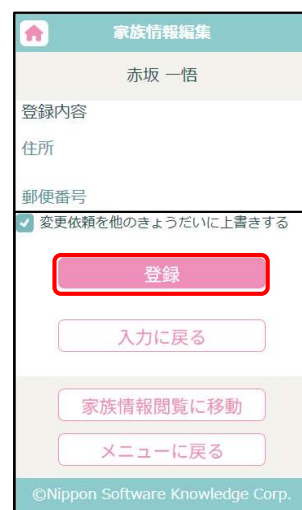 家族情報編集
赤坂 一悟
登録内容
住所
郵便番号
変更依頼を他のきょうだいに上書きする
登録
入力に戻る
家族情報閲覧に移動
メニューに戻る
©Nippon Software Knowledge Corp.